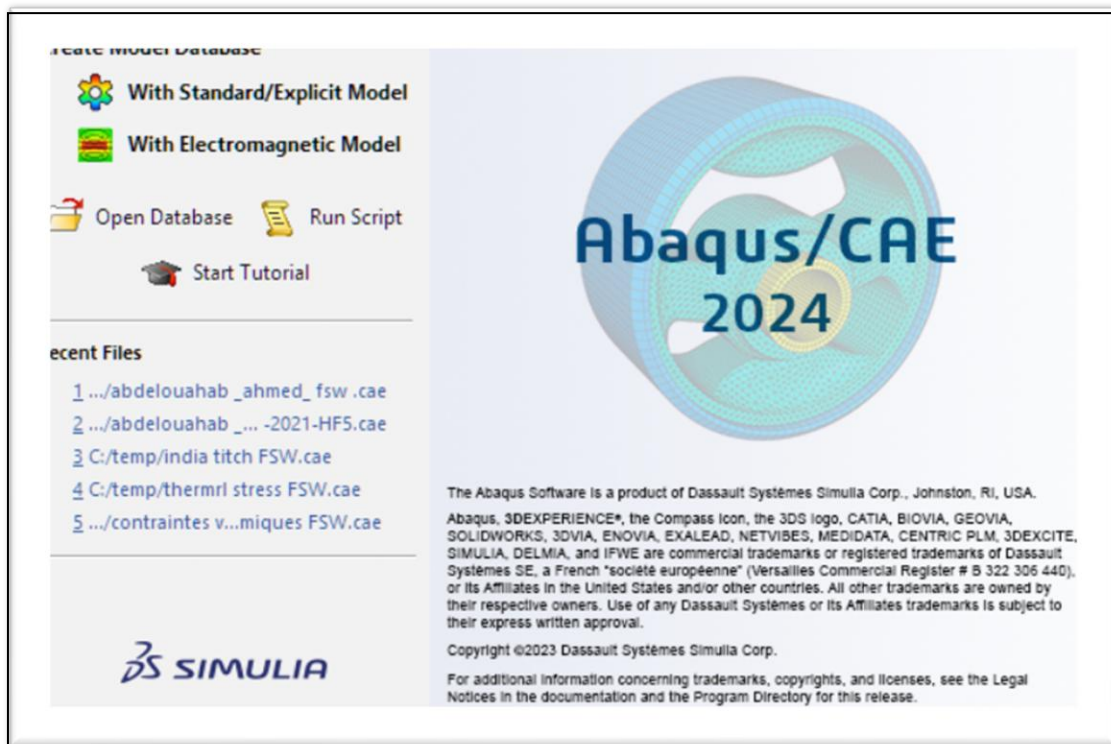 reate Model Database
With Standard/Explicit Model
With Electromagnetic Model
Open Database Run Script
Start Tutorial
ecent Files
1 .../abdelouahab _ahmed_ fsw .cae
2 .../abdelouahab _... -2021-HF5.cae
3 C:/temp/india titch FSW.cae
4 C:/temp/thermrl stress FSW.cae
5 .../contraintes v...miques FSW.cae
3DS SIMULIA
Abaqus/CAE
2024
The Abaqus Software is a product of Dassault Systèmes Simulia Corp., Johnston, RI, USA.
Abaqus, 3DEXPERIENCE®, the Compass icon, the 3DS logo, CATIA, BIOVIA, GEOVIA,
SOLIDWORKS, 3DVIA, ENOVIA, EXALEAD, NETVIBES, MEDIDATA, CENTRIC PLM, 3DEXCITE,
SIMULIA, DELMIA, and IFWE are commercial trademarks or registered trademarks of Dassault
Systèmes SE, a French "société européenne" (Versailles Commercial Register # B 322 306 440),
or its Affiliates in the United States and/or other countries. All other trademarks are owned by
their respective owners. Use of any Dassault Systèmes or its Affiliates trademarks is subject to
their express written approval.
Copyright ©2023 Dassault Systèmes Simulia Corp.
For additional information concerning trademarks, copyrights, and licenses, see the Legal
Notices in the documentation and the Program Directory for this release.